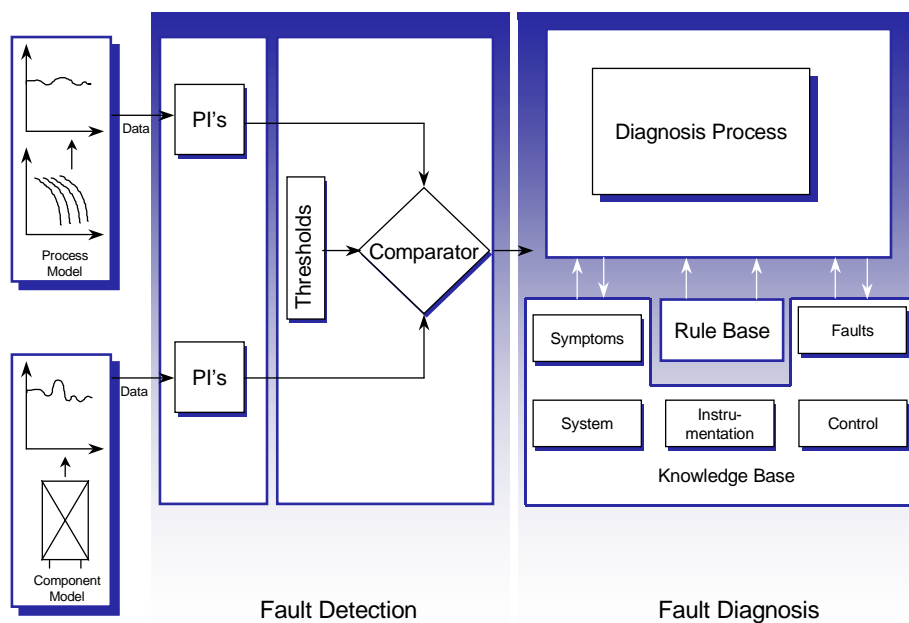 Process
Model
Data
PI's
Thresholds
Comparator
Data
PI's
Component
Model
Fault Detection
Diagnosis Process
Symptoms
Rule Base
Faults
System
Instru-
mentation
Control
Knowledge Base
Fault Diagnosis